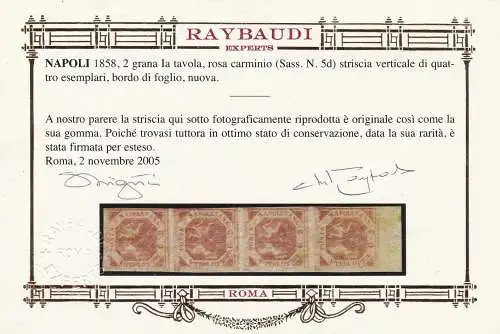 RAYBAUDI
EXPERTS
NAPOLI 1858, 2 grana Ia tavola, rosa carminio (Sass. N. 5d) striscia verticale di quat-
tro esemplari, bordo di foglio, nuova.
A nostro parere la striscia qui sotto fotograficamente riprodotta è originale così come la
sua gomma. Poiché trovasi tuttora in ottimo stato di conservazione, data la sua rarità, è
stata firmata per esteso.
Roma, 2 novembre 2005
ROMA